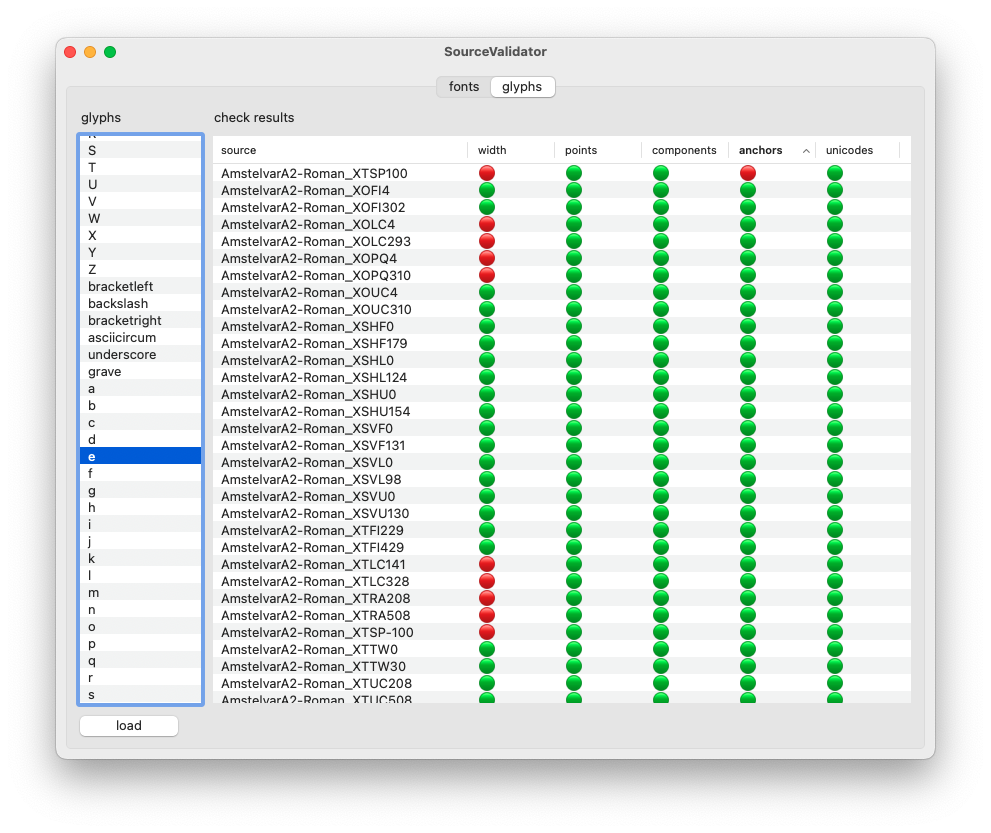 SourceValidator
fonts glyphs
glyphs
check results
S
T
U
V
W
X
Y
Z
bracketleft
backslash
bracketright
asciicircum
underscore
grave
a
b
c
d
e
f
g
h
i
j
k
l
m
n
o
p
q
r
s
load
source width points components anchors unicodes
AmstelvarA2-Roman_XTSP100
AmstelvarA2-Roman_XOFI4
AmstelvarA2-Roman_XOFI302
AmstelvarA2-Roman_XOLC4
AmstelvarA2-Roman_XOLC293
AmstelvarA2-Roman_XOPQ4
AmstelvarA2-Roman_XOPQ310
AmstelvarA2-Roman_XOUC4
AmstelvarA2-Roman_XOUC310
AmstelvarA2-Roman_XSHF0
AmstelvarA2-Roman_XSHF179
AmstelvarA2-Roman_XSHL0
AmstelvarA2-Roman_XSHL124
AmstelvarA2-Roman_XSHU0
AmstelvarA2-Roman_XSHU154
AmstelvarA2-Roman_XSVF0
AmstelvarA2-Roman_XSVF131
AmstelvarA2-Roman_XSVL0
AmstelvarA2-Roman_XSVL98
AmstelvarA2-Roman_XSVU0
AmstelvarA2-Roman_XSVU130
AmstelvarA2-Roman_XTFI229
AmstelvarA2-Roman_XTFI429
AmstelvarA2-Roman_XTLC141
AmstelvarA2-Roman_XTLC328
AmstelvarA2-Roman_XTRA208
AmstelvarA2-Roman_XTRA508
AmstelvarA2-Roman_XTSP-100
AmstelvarA2-Roman_XTTW0
AmstelvarA2-Roman_XTTW30
AmstelvarA2-Roman_XTUC208
AmstelvarA2-Roman_XTUC508